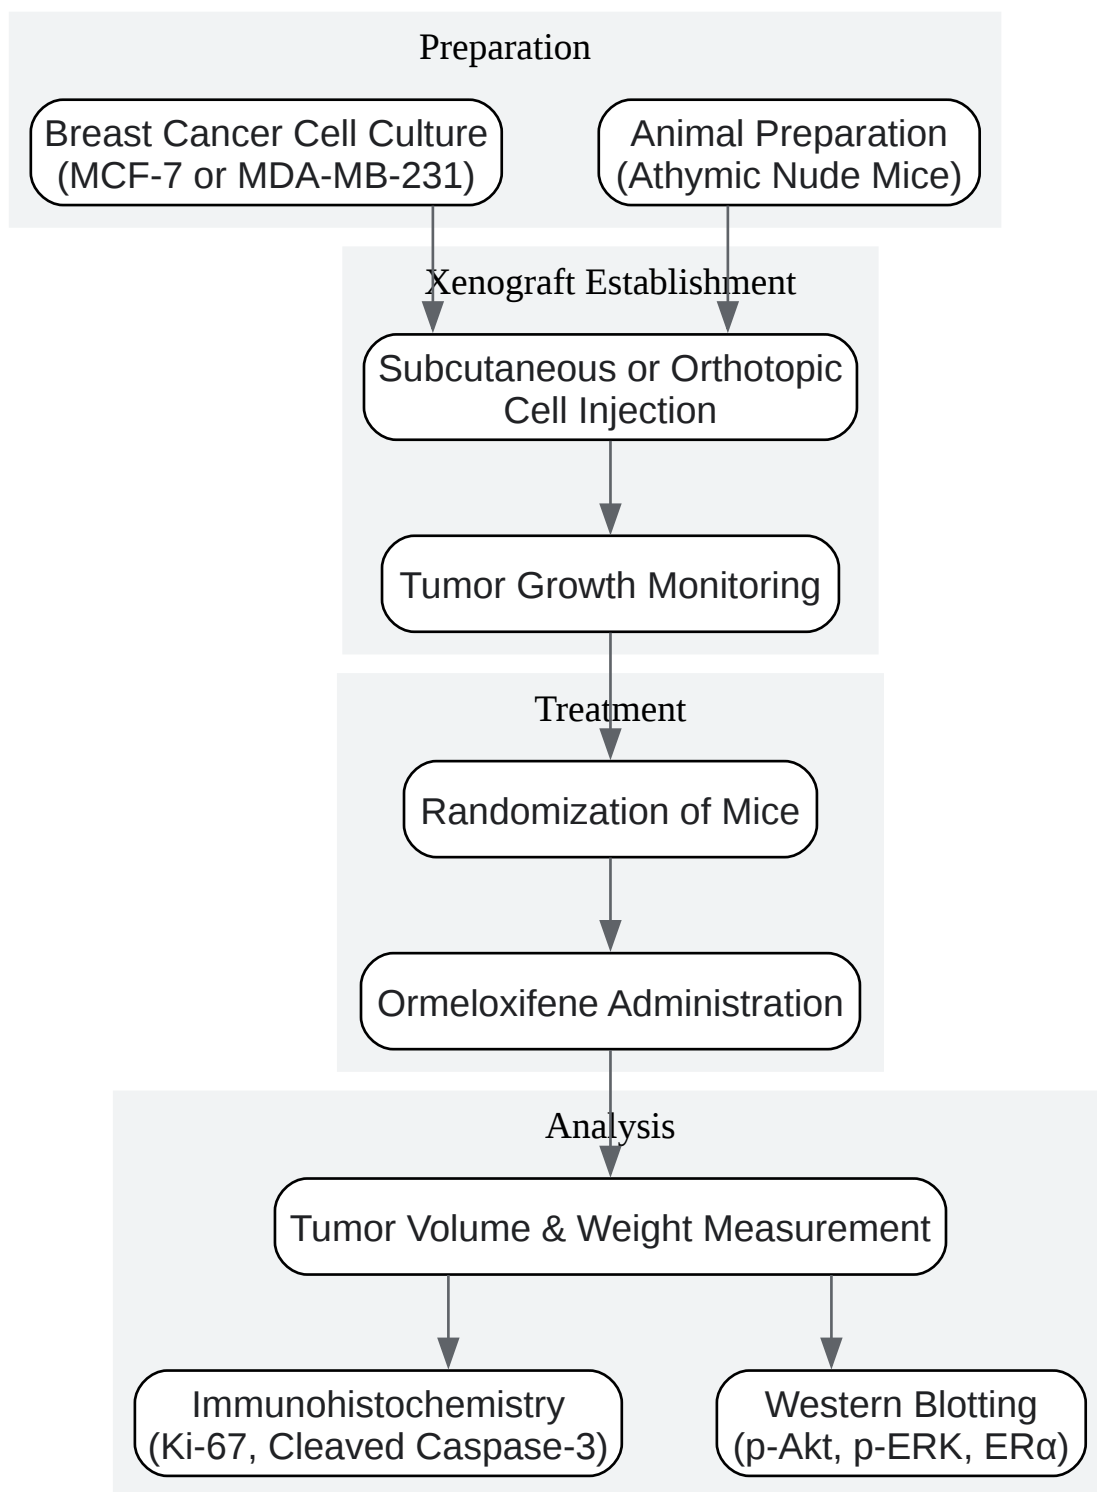 Preparation
Breast Cancer Cell Culture
(MCF-7 or MDA-MB-231)
Animal Preparation
(Athymic Nude Mice)
Xenograft Establishment
Subcutaneous or Orthotopic
Cell Injection
Tumor Growth Monitoring
Treatment
Randomization of Mice
Ormeloxifene Administration
Analysis
Tumor Volume & Weight Measurement
Immunohistochemistry
(Ki-67, Cleaved Caspase-3)
Western Blotting
(p-Akt, p-ERK, ERα)